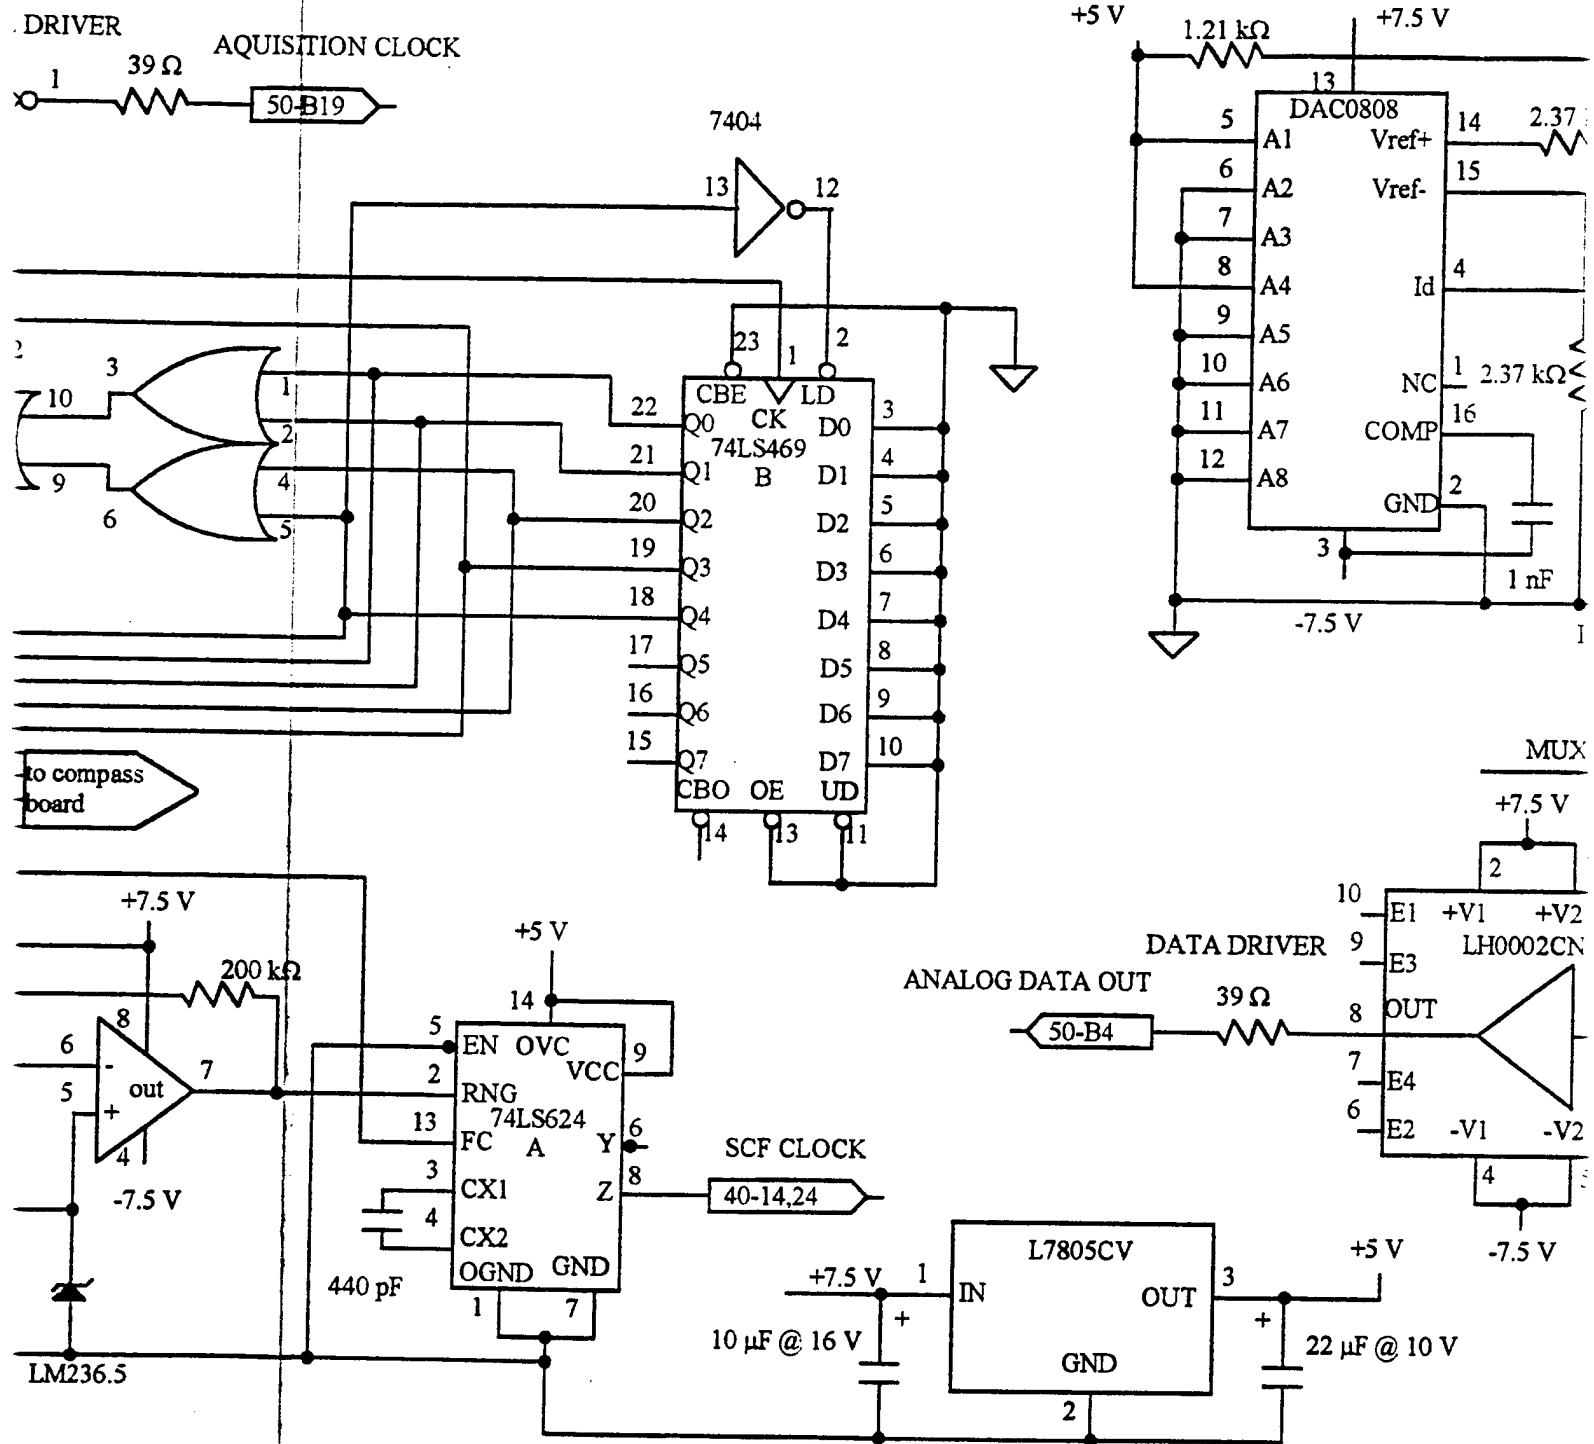 DRIVER
AQUISITION CLOCK
39 Ω
1
50-B19
7404
13
12
+5 V
1.21 kΩ
+7.5 V
13
DAC0808
5
A1
Vref+
14
2.37
6
A2
Vref-
15
7
A3
8
A4
Id
4
9
A5
10
A6
NC
1
2.37 kΩ
11
A7
COMP
16
12
A8
GND
2
3
1 nF
-7.5 V
3
1
2
10
9
4
5
6
23
1
2
CBE
LD
CK
74LS469
B
22
Q0
D0
3
21
Q1
D1
4
20
Q2
D2
5
19
Q3
D3
6
18
Q4
D4
7
17
Q5
D5
8
16
Q6
D6
9
15
Q7
D7
10
CBO
OE
UD
14
13
11
to compass
board
MUX
+7.5 V
2
10
E1
+V1
+V2
DATA DRIVER
9
E3
LH0002CN
ANALOG DATA OUT
39 Ω
50-B4
8
OUT
7
E4
6
E2
-V1
-V2
4
-7.5 V
+7.5 V
200 kΩ
8
6
-
out
7
5
+
4
-7.5 V
LM236.5
+5 V
14
5
EN
OVC
9
VCC
2
RNG
74LS624
A
13
FC
Y
6
3
CX1
Z
8
4
CX2
440 pF
OGND
GND
1
7
SCF CLOCK
40-14,24
L7805CV
+7.5 V
1
IN
OUT
3
+5 V
+
+
10 µF @ 16 V
22 µF @ 10 V
GND
2